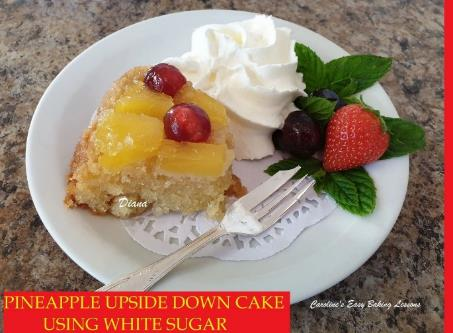 Diana
PINEAPPLE UPSIDE DOWN CAKE
USING WHITE SUGAR
Caroline's Easy Baking Lessons